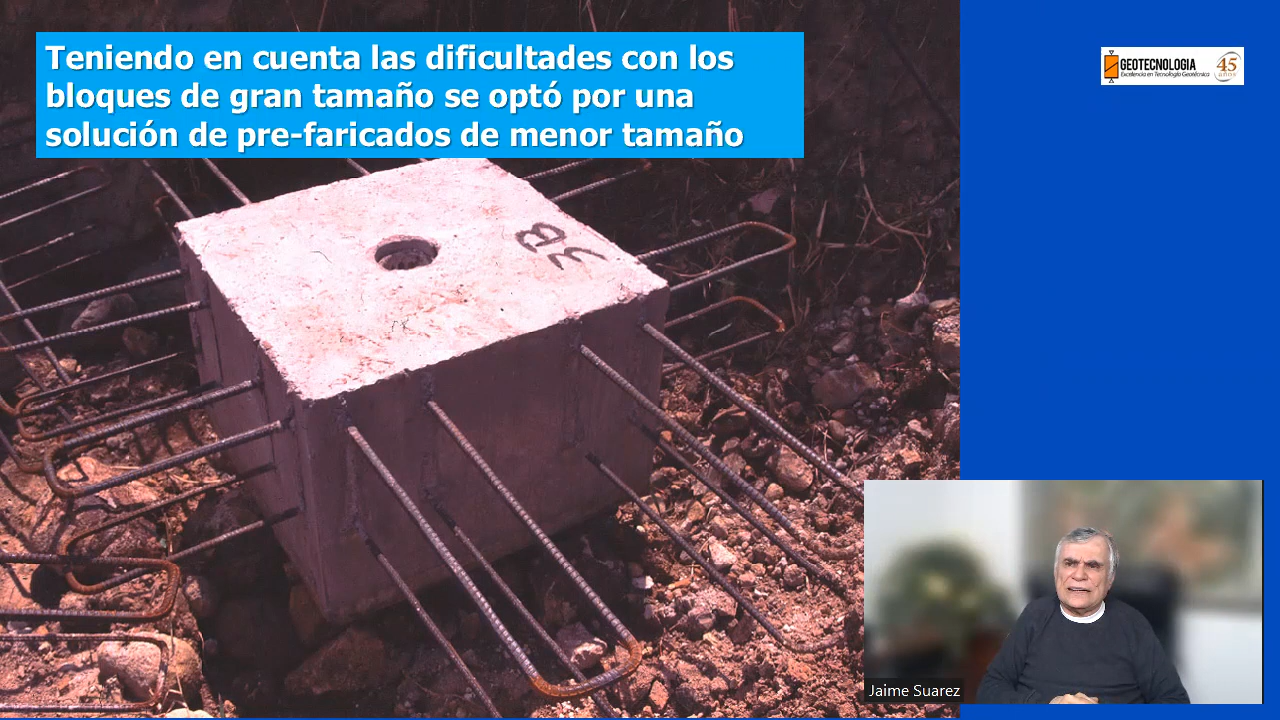 Teniendo en cuenta las dificultades con los
bloques de gran tamaño se optó por una
solución de pre-faricados de menor tamaño
GEOTECNOLOGIA
Excelencia en Tecnología Geotécnica
45
años
3B
Jaime Suarez